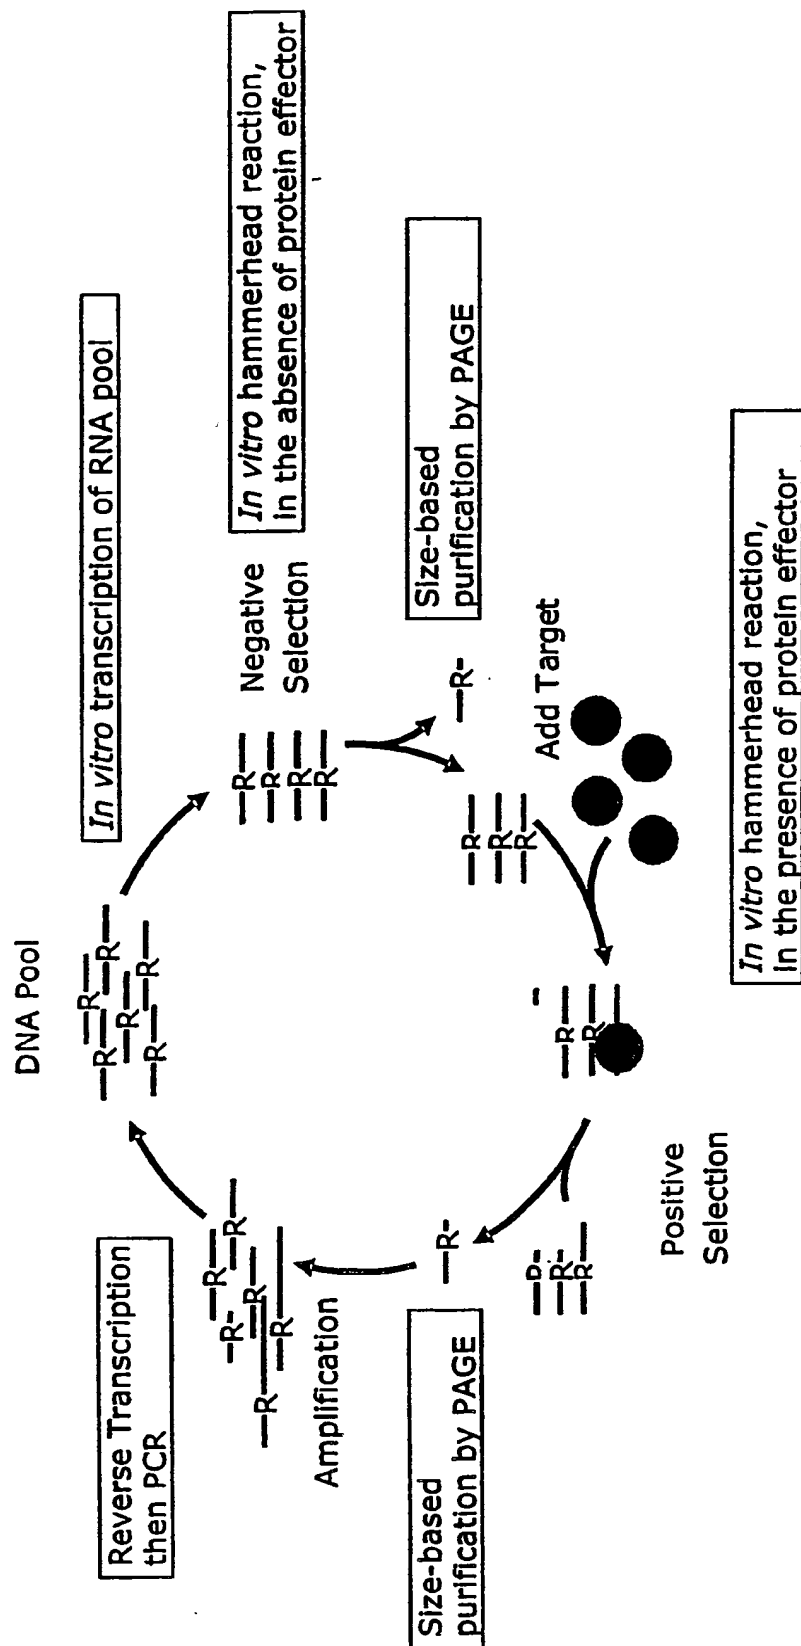 DNA Pool
R
R
R
R
R
R
In vitro transcription of RNA pool
R
R
R
R
Negative
Selection
In vitro hammerhead reaction,
in the absence of protein effector
R
Size-based
purification by PAGE
R
R
R
Add Target
In vitro hammerhead reaction,
in the presence of protein effector
R
R
Positive
Selection
R
R
R
Size-based
purification by PAGE
Amplification
R
R
R
R
R
R
Reverse Transcription
then PCR